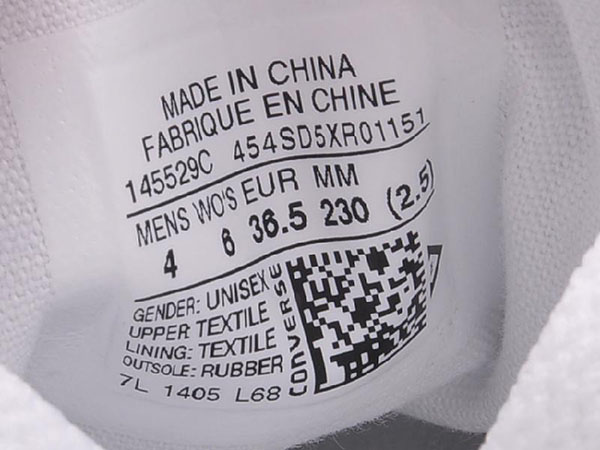 MADE IN CHINA
FABRIQUE EN CHINE
145529C 454SD5XR01151
MENS WO'S EUR MM
4 6 36.5 230 (2.5)
GENDER: UNISEX
UPPER: TEXTILE
LINING: TEXTILE
OUTSOLE: RUBBER
7L 1405 L68
CONVERSE